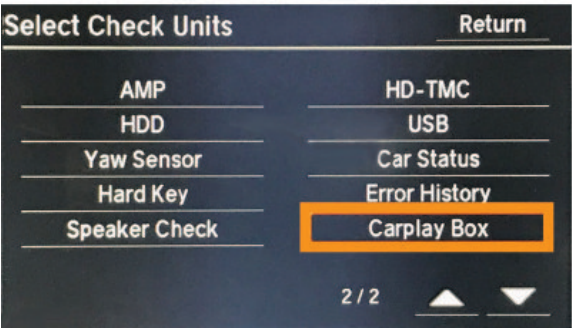 Select Check Units
Return
AMP
HD-TMC
HDD
USB
Yaw Sensor
Car Status
Hard Key
Error History
Speaker Check
Carplay Box
2/2